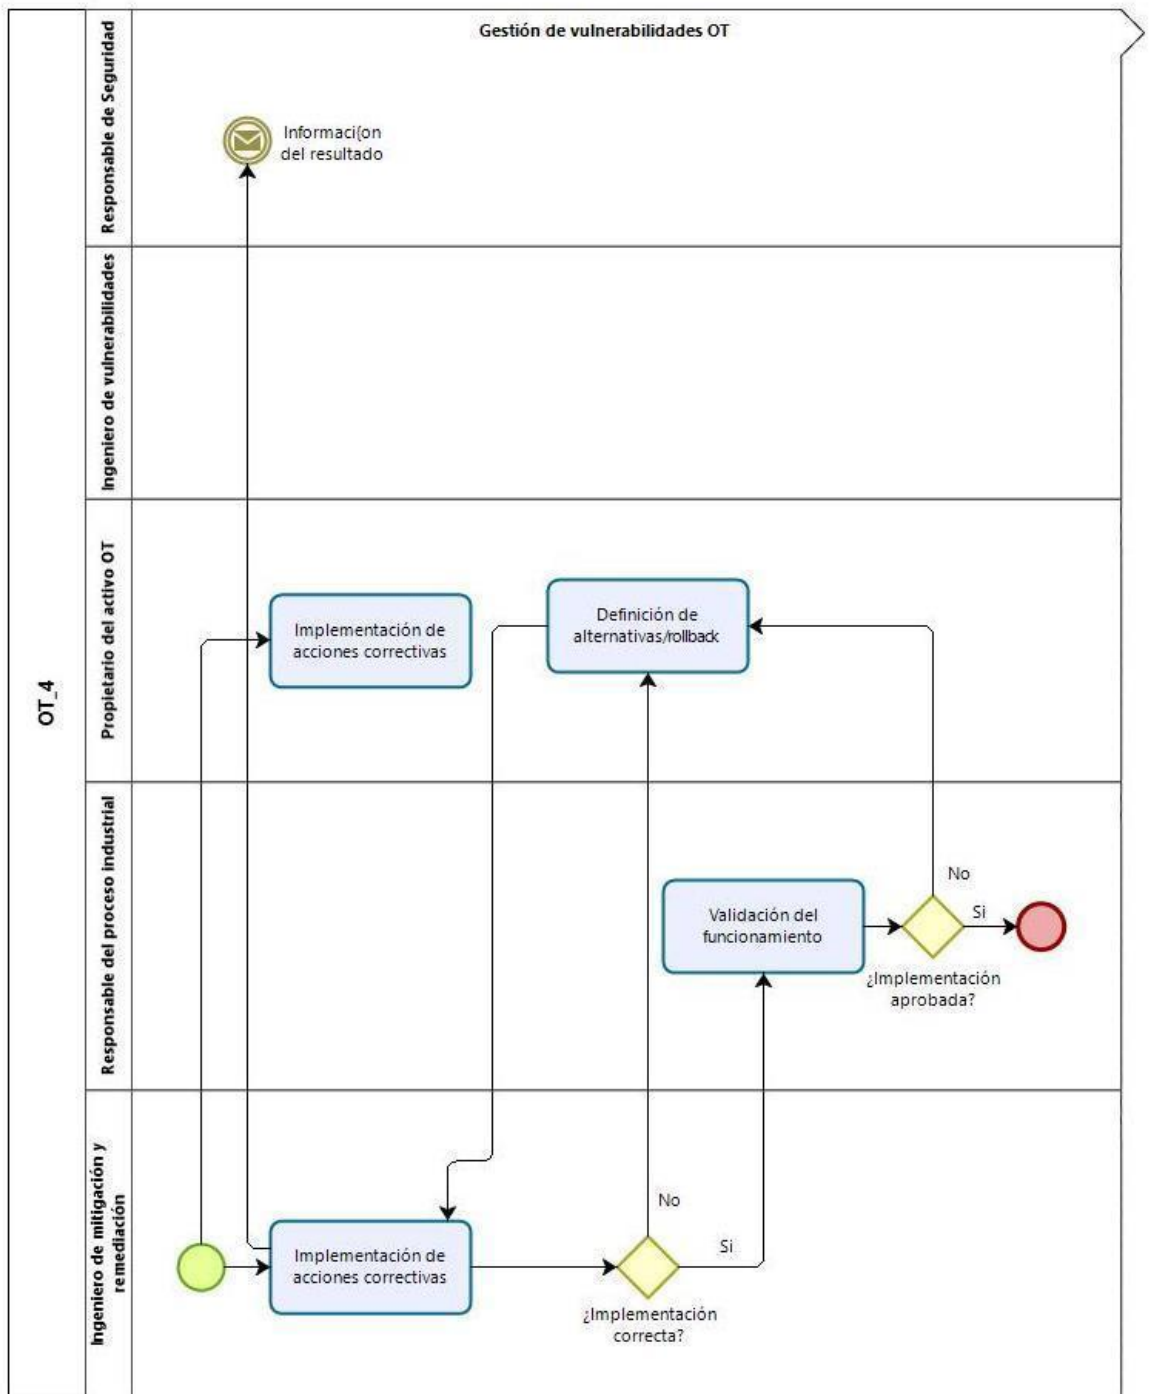 Gestión de vulnerabilidades OT
OT_4
Responsable de Seguridad
Informaci{on
del resultado
Ingeniero de vulnerabilidades
Propietario del activo OT
Implementación de
acciones correctivas
Definición de
alternativas/rollback
Responsable del proceso industrial
Validación del
funcionamiento
No
Si
¿Implementación
aprobada?
Ingeniero de mitigación y
remediación
Implementación de
acciones correctivas
No
Si
¿Implementación
correcta?